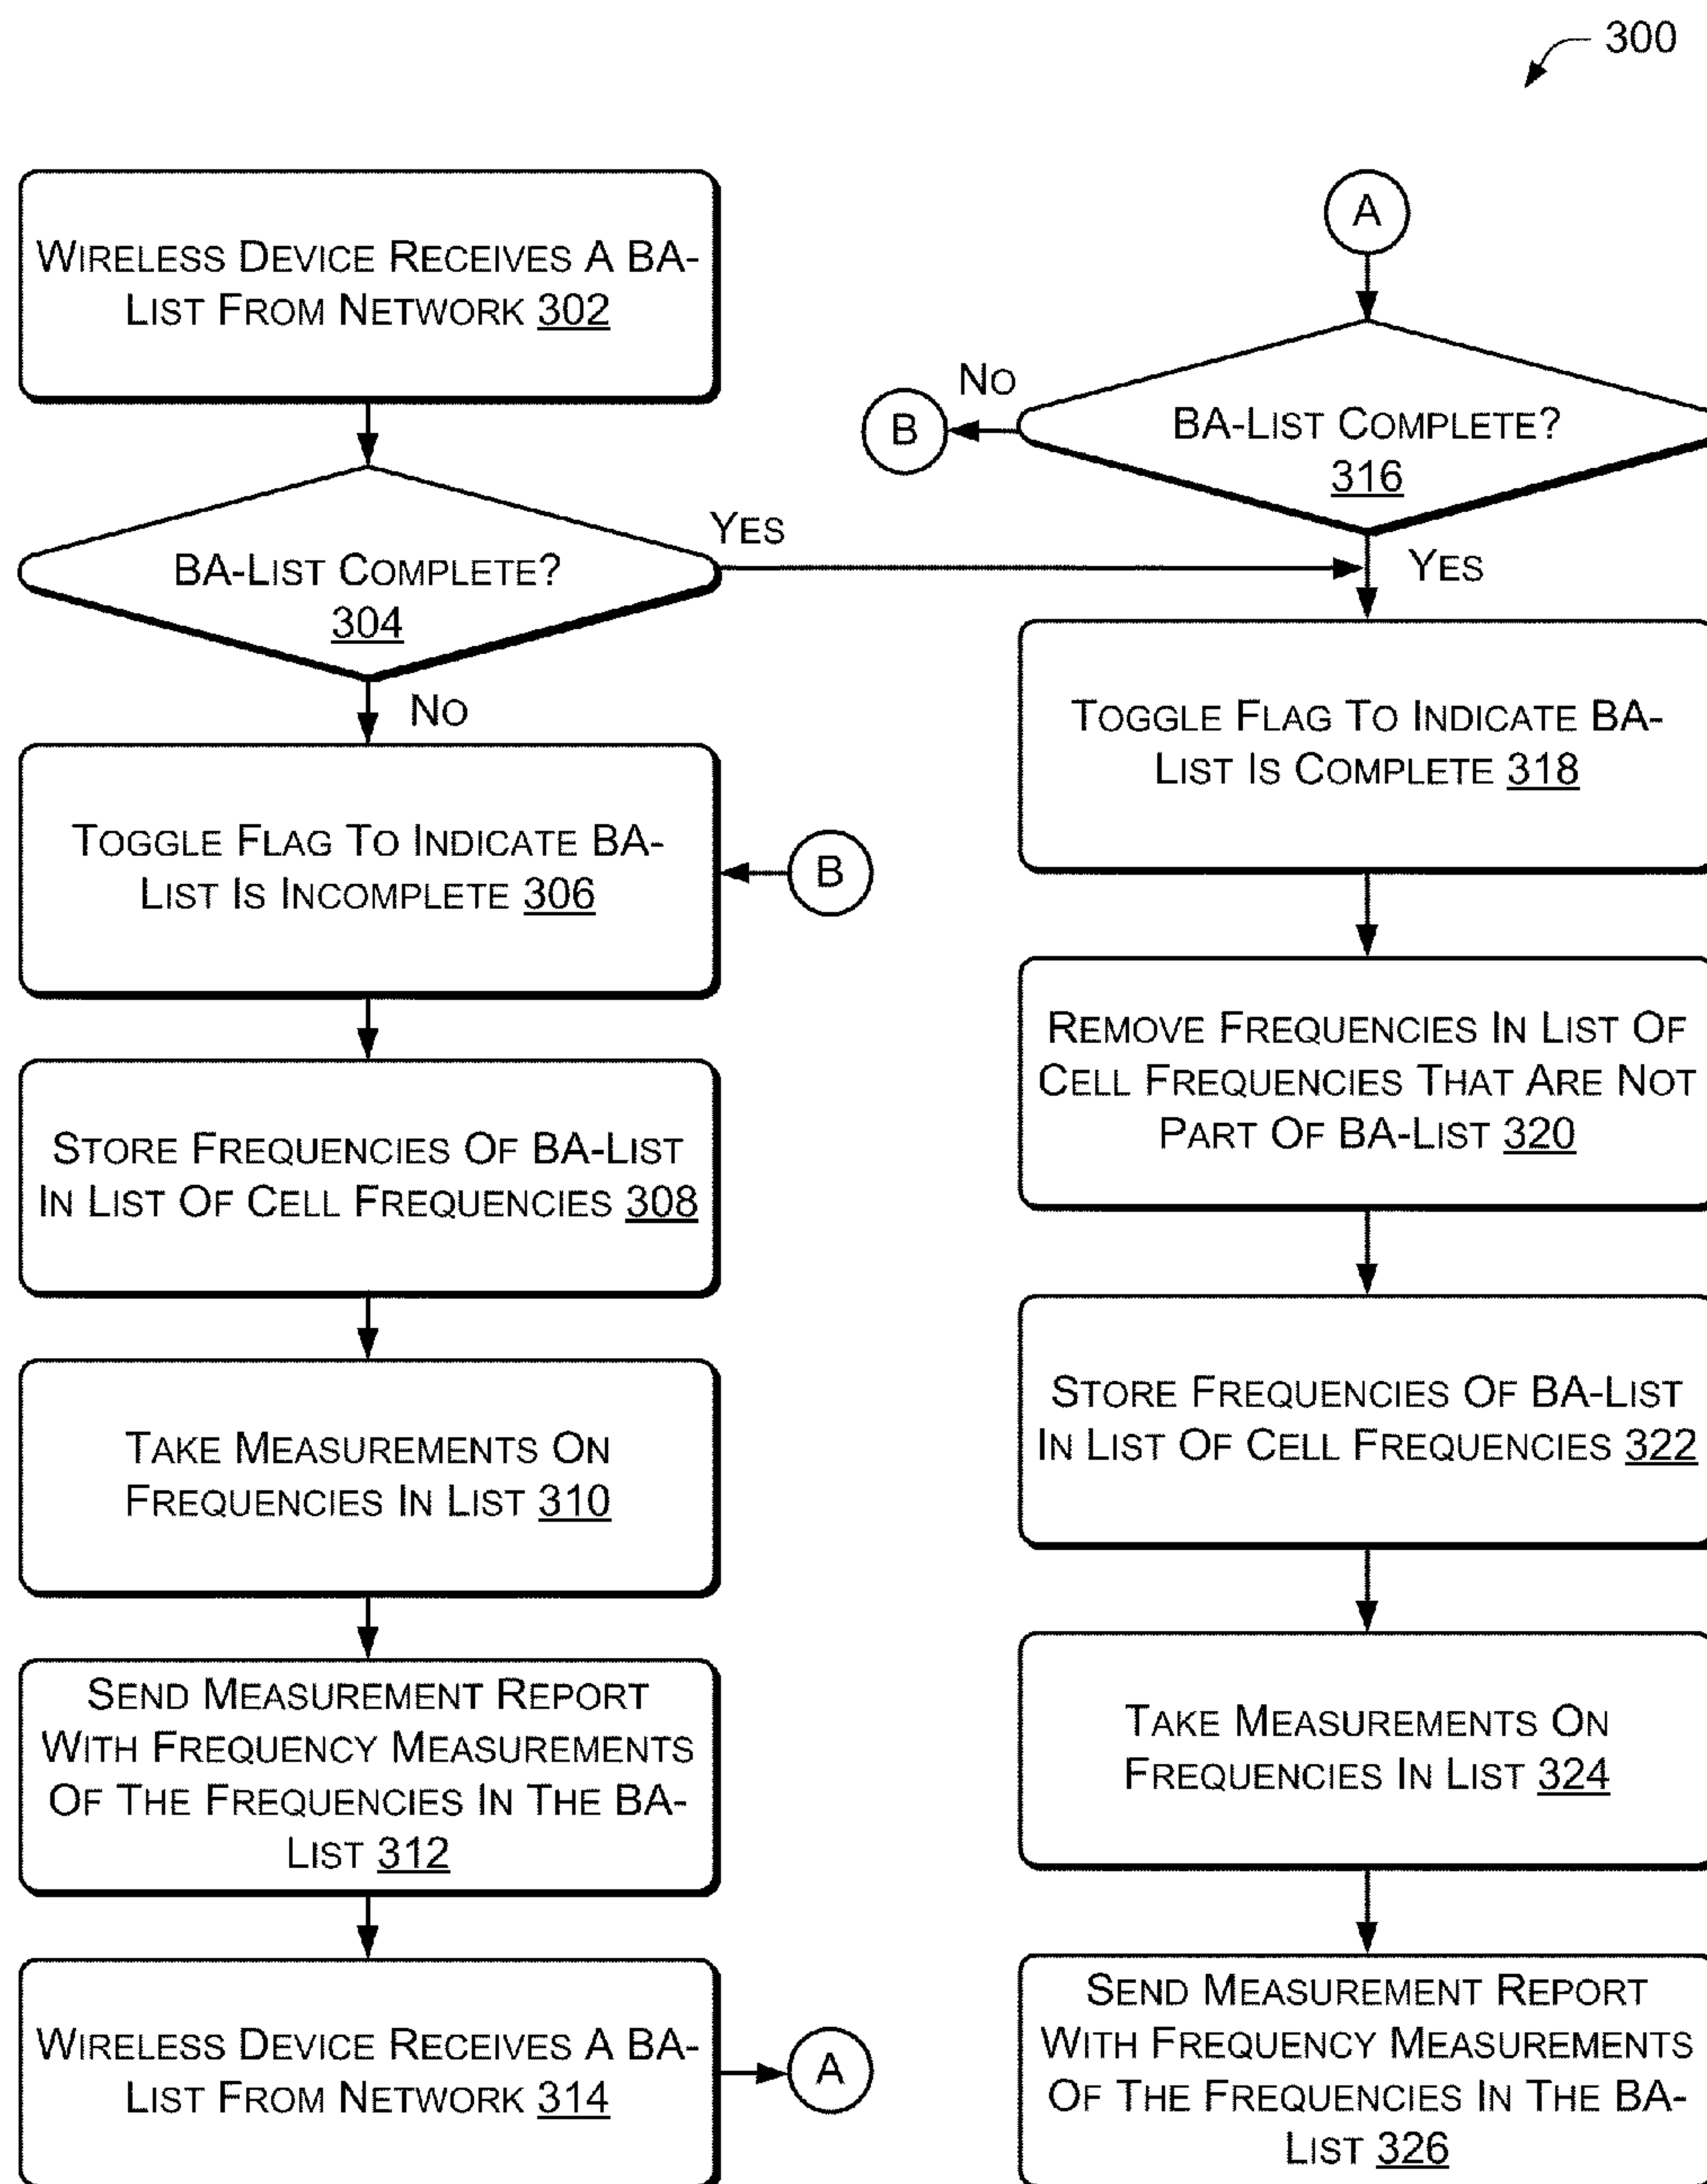 300
WIRELESS DEVICE RECEIVES A BA-
LIST FROM NETWORK 302
BA-LIST COMPLETE?
304
YES
NO
TOGGLE FLAG TO INDICATE BA-
LIST IS INCOMPLETE 306
B
STORE FREQUENCIES OF BA-LIST
IN LIST OF CELL FREQUENCIES 308
TAKE MEASUREMENTS ON
FREQUENCIES IN LIST 310
SEND MEASUREMENT REPORT
WITH FREQUENCY MEASUREMENTS
OF THE FREQUENCIES IN THE BA-
LIST 312
WIRELESS DEVICE RECEIVES A BA-
LIST FROM NETWORK 314
A
A
BA-LIST COMPLETE?
316
NO
B
YES
TOGGLE FLAG TO INDICATE BA-
LIST IS COMPLETE 318
REMOVE FREQUENCIES IN LIST OF
CELL FREQUENCIES THAT ARE NOT
PART OF BA-LIST 320
STORE FREQUENCIES OF BA-LIST
IN LIST OF CELL FREQUENCIES 322
TAKE MEASUREMENTS ON
FREQUENCIES IN LIST 324
SEND MEASUREMENT REPORT
WITH FREQUENCY MEASUREMENTS
OF THE FREQUENCIES IN THE BA-
LIST 326